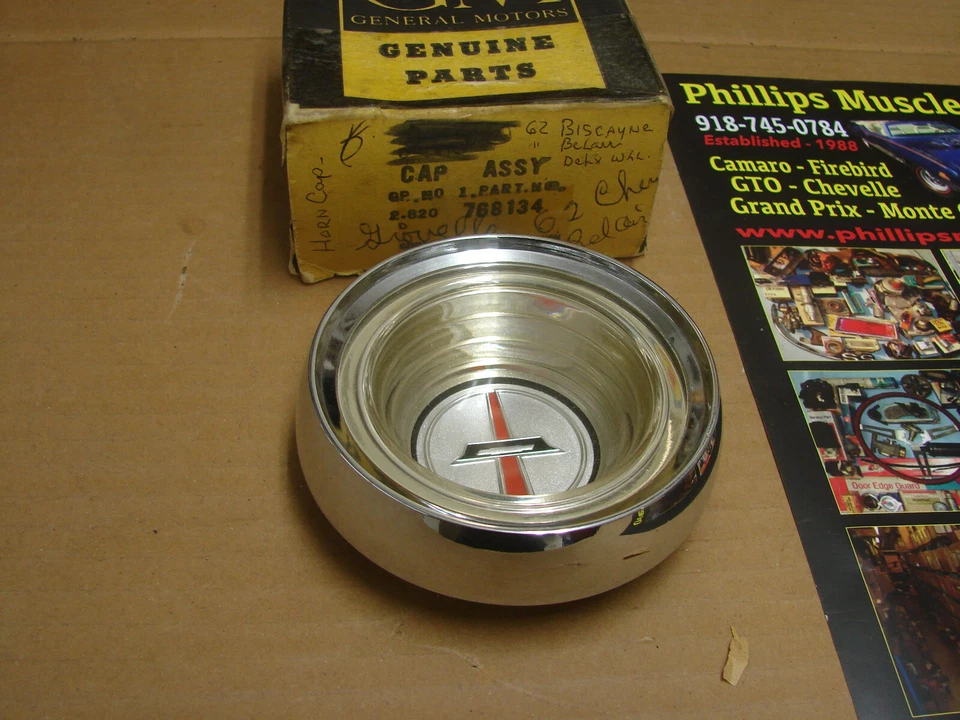 GM
GENERAL MOTORS
GENUINE
PARTS
62 BISCAYNE
" Belair
Delx Whl.
CAP ASSY
GP. NO 1. PART. NO.
2.820 768134
HORN CAP-
62 Chev
Phillips Muscle
918-745-0784
Established - 1988
Camaro - Firebird
GTO - Chevelle
Grand Prix - Monte
www.phillips
Door Edge Guard